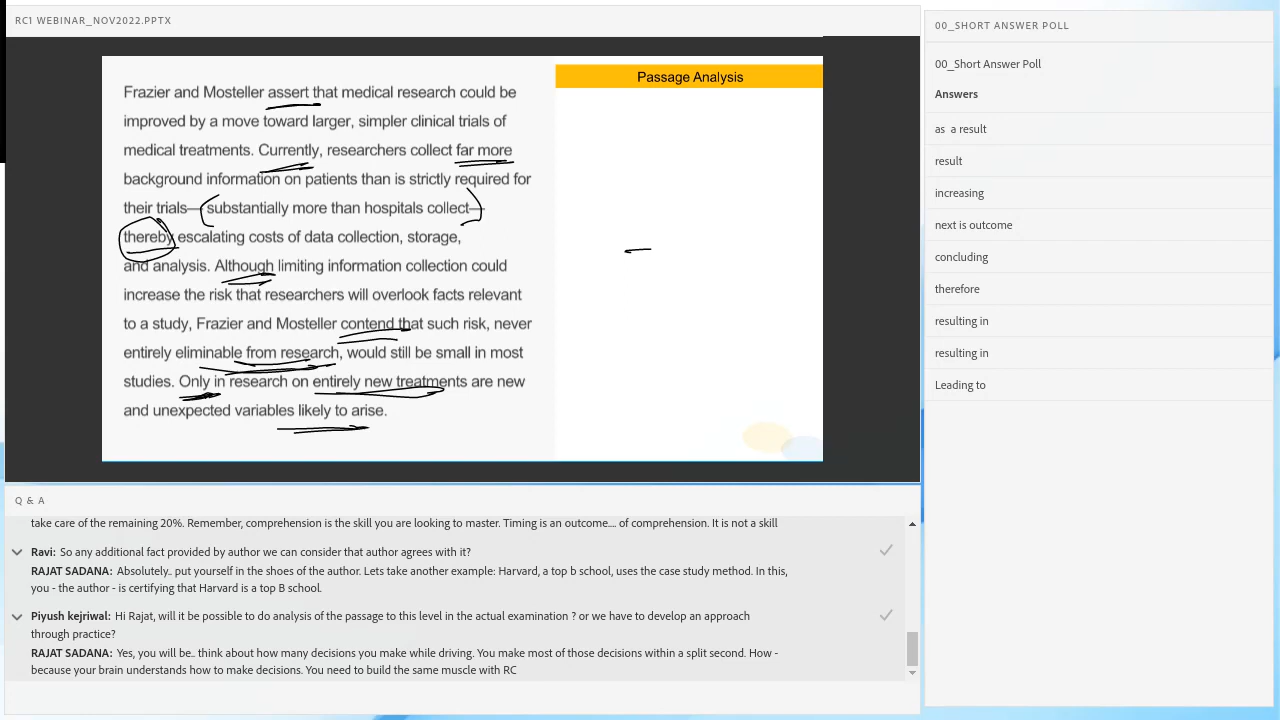 RC1 WEBINAR_NOV2022.PPTX
Frazier and Mosteller assert that medical research could be
improved by a move toward larger, simpler clinical trials of
medical treatments. Currently, researchers collect far more
background information on patients than is strictly required for
their trials—substantially more than hospitals collect—
thereby escalating costs of data collection, storage,
and analysis. Although limiting information collection could
increase the risk that researchers will overlook facts relevant
to a study, Frazier and Mosteller contend that such risk, never
entirely eliminable from research, would still be small in most
studies. Only in research on entirely new treatments are new
and unexpected variables likely to arise.
Passage Analysis
Q & A
take care of the remaining 20%. Remember, comprehension is the skill you are looking to master. Timing is an outcome.... of comprehension. It is not a skill
Ravi: So any additional fact provided by author we can consider that author agrees with it?
RAJAT SADANA: Absolutely.. put yourself in the shoes of the author. Lets take another example: Harvard, a top b school, uses the case study method. In this,
you - the author - is certifying that Harvard is a top B school.
Piyush kejriwal: Hi Rajat, will it be possible to do analysis of the passage to this level in the actual examination ? or we have to develop an approach
through practice?
RAJAT SADANA: Yes, you will be.. think about how many decisions you make while driving. You make most of those decisions within a split second. How -
because your brain understands how to make decisions. You need to build the same muscle with RC
00_SHORT ANSWER POLL
00_Short Answer Poll
Answers
as a result
result
increasing
next is outcome
concluding
therefore
resulting in
resulting in
Leading to